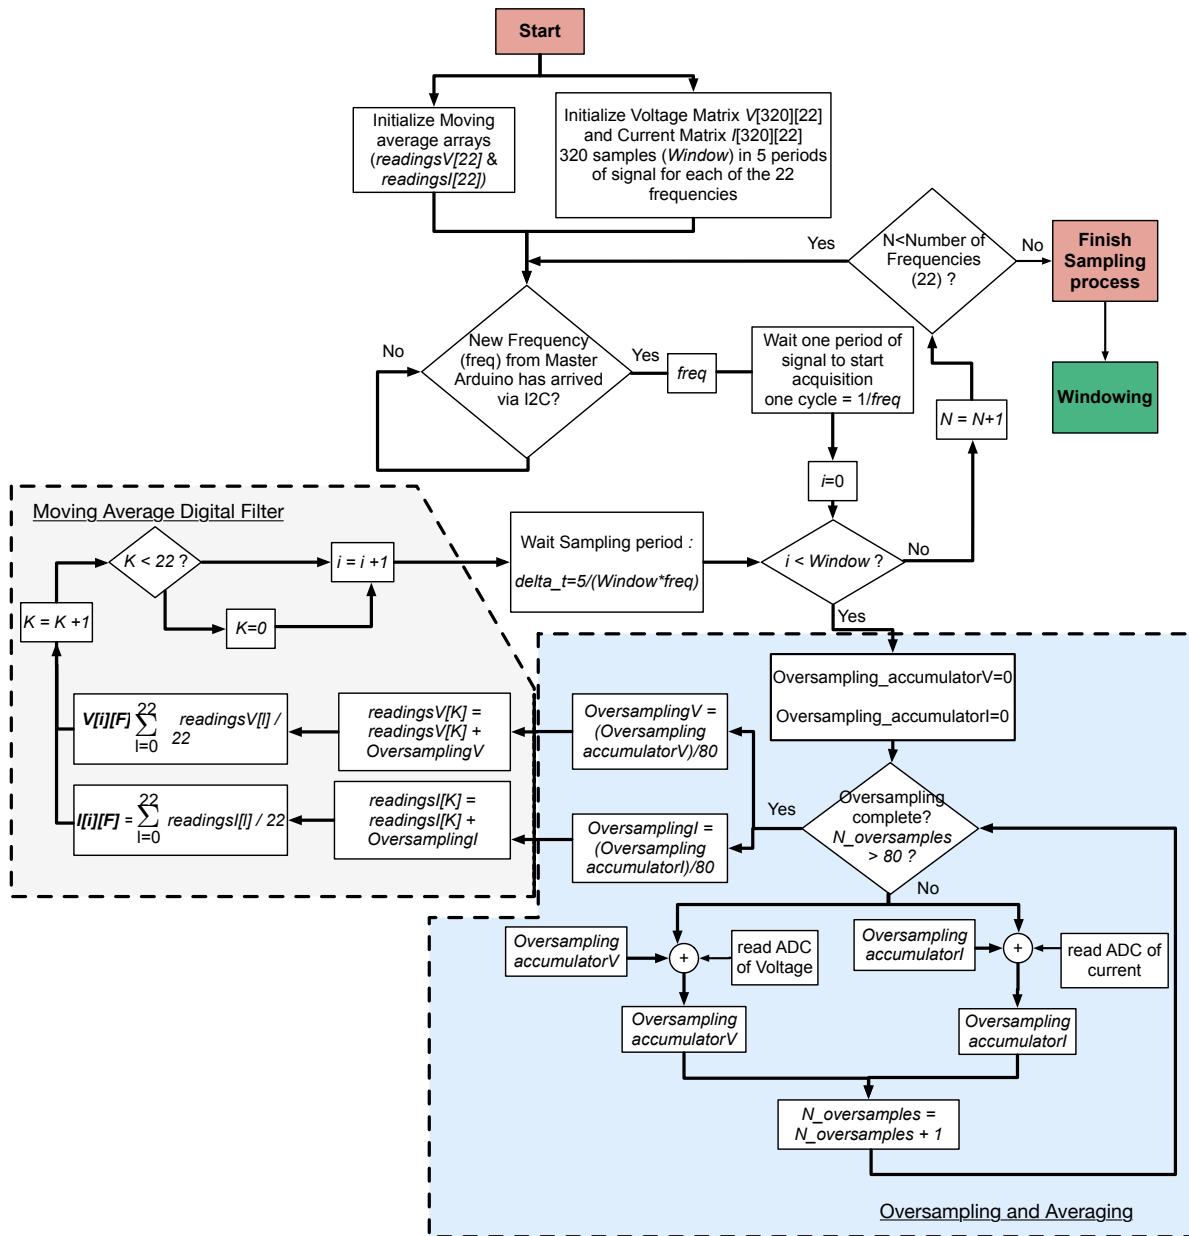 Start
Initialize Moving
average arrays
(readingsV[22] &
readingsI[22])
Initialize Voltage Matrix V[320][22]
and Current Matrix I[320][22]
320 samples (Window) in 5 periods
of signal for each of the 22
frequencies
Yes
N<Number of
Frequencies
(22) ?
No
Finish
Sampling
process
Windowing
No
New Frequency
(freq) from Master
Arduino has arrived
via I2C?
Yes
freq
Wait one period of
signal to start
acquisition
one cycle = 1/freq
N = N+1
i=0
Moving Average Digital Filter
K < 22 ?
i = i +1
K = K +1
K=0
Wait Sampling period :
delta_t=5/(Window*freq)
i < Window ?
No
Yes
Oversampling_accumulatorV=0
Oversampling_accumulatorI=0
V[i][F] 22 ∑ l=0 readingsV[l] /
22
readingsV[K] =
readingsV[K] +
OversamplingV
OversamplingV =
(Oversampling
accumulatorV)/80
I[i][F] = 22 ∑ l=0 readingsI[l] / 22
readingsI[K] =
readingsI[K] +
OversamplingI
OversamplingI =
(Oversampling
accumulatorI)/80
Yes
Oversampling
complete?
N_oversamples
> 80 ?
No
Oversampling
accumulatorV
+
read ADC
of Voltage
Oversampling
accumulatorI
+
read ADC of
current
Oversampling
accumulatorV
Oversampling
accumulatorI
N_oversamples =
N_oversamples + 1
Oversampling and Averaging